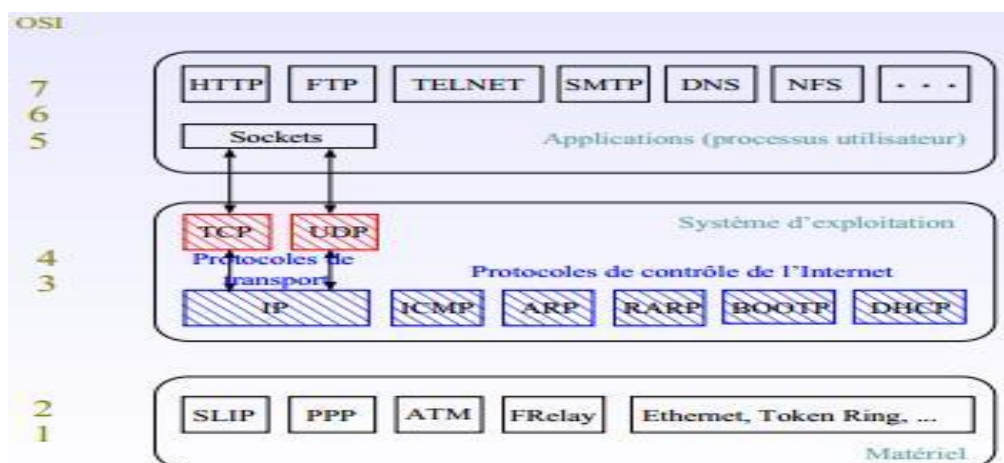 OSI
7 HTTP FTP TELNET SMTP DNS NFS . . .
6
5 Sockets Applications (processus utilisateur)
TCP UDP Système d'exploitation
4 Protocoles de transport
3 Protocoles de contrôle de l'Internet
IP ICMP ARP RARP BOOTP DHCP
2 SLIP PPP ATM FRelay Ethernet, Token Ring, ...
1 Matériel